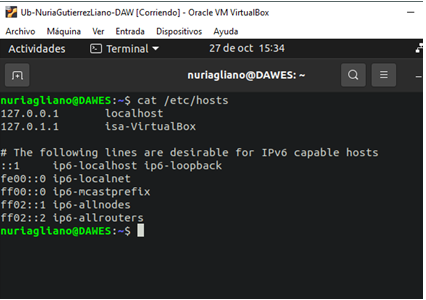 Ub-NuriaGutierrezLiano-DAW [Corriendo] - Oracle VM VirtualBox
Archivo Máquina Ver Entrada Dispositivos Ayuda
Actividades Terminal 27 de oct 15:34
nuriagliano@DAWES: ~
nuriagliano@DAWES:~$ cat /etc/hosts
127.0.0.1 localhost
127.0.1.1 isa-VirtualBox
# The following lines are desirable for IPv6 capable hosts
::1 ip6-localhost ip6-loopback
fe00::0 ip6-localnet
ff00::0 ip6-mcastprefix
ff02::1 ip6-allnodes
ff02::2 ip6-allrouters
nuriagliano@DAWES:~$